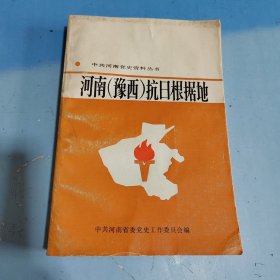 中共河南党史资料丛书
河南(豫西)抗日根据地
中共河南省委党史工作委员会编